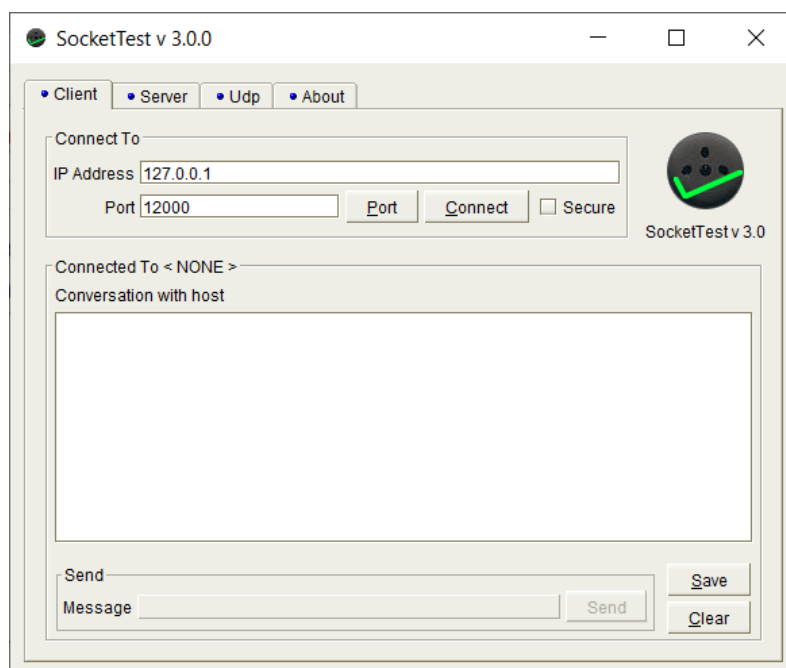 SocketTest v 3.0.0
Client Server Udp About
Connect To
IP Address 127.0.0.1
Port 12000 Port Connect Secure
SocketTest v 3.0
Connected To < NONE >
Conversation with host
Send
Message Send
Save
Clear